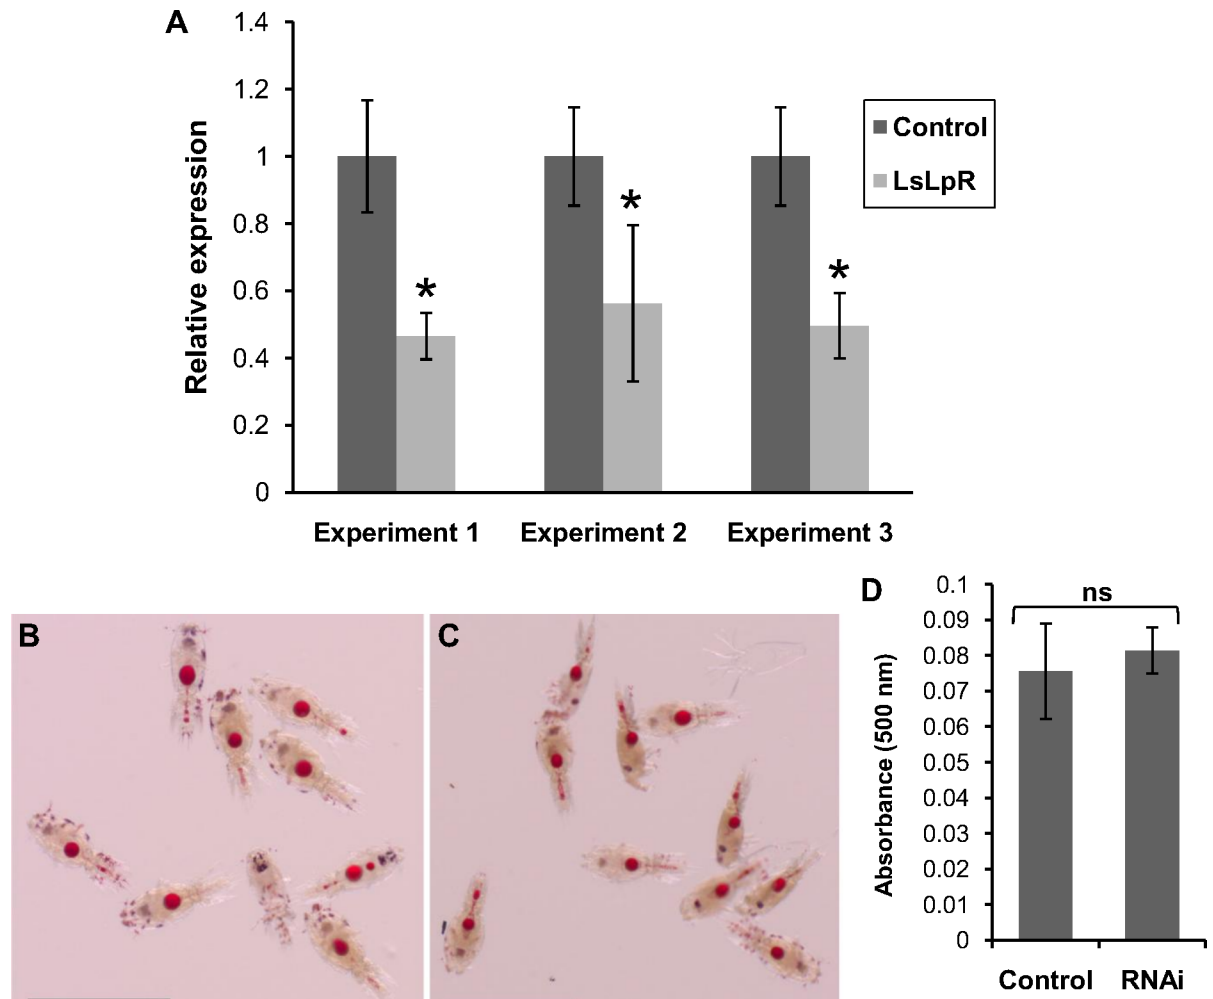 A
1.4
1.2
1
0.8
0.6
0.4
0.2
0
Relative expression
*
*
*
Control
LsLpR
Experiment 1 Experiment 2 Experiment 3
B
C
D
0.1
0.09
0.08
0.07
0.06
0.05
0.04
0.03
0.02
0.01
0
Absorbance (500 nm)
ns
Control RNAi